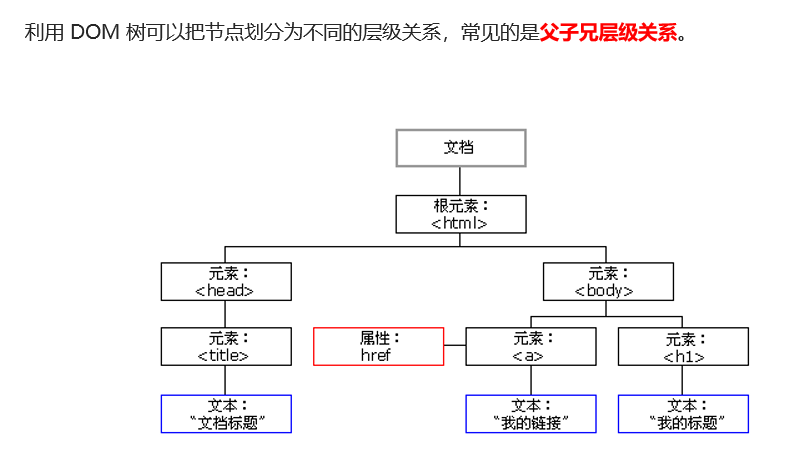 利用 DOM 树可以把节点划分为不同的层级关系，常见的是父子兄层级关系。
文档
根元素：
<html>
元素：
<head>
元素：
<body>
元素：
<title>
属性：
href
元素：
<a>
元素：
<h1>
文本：
“文档标题”
文本：
“我的链接”
文本：
“我的标题”